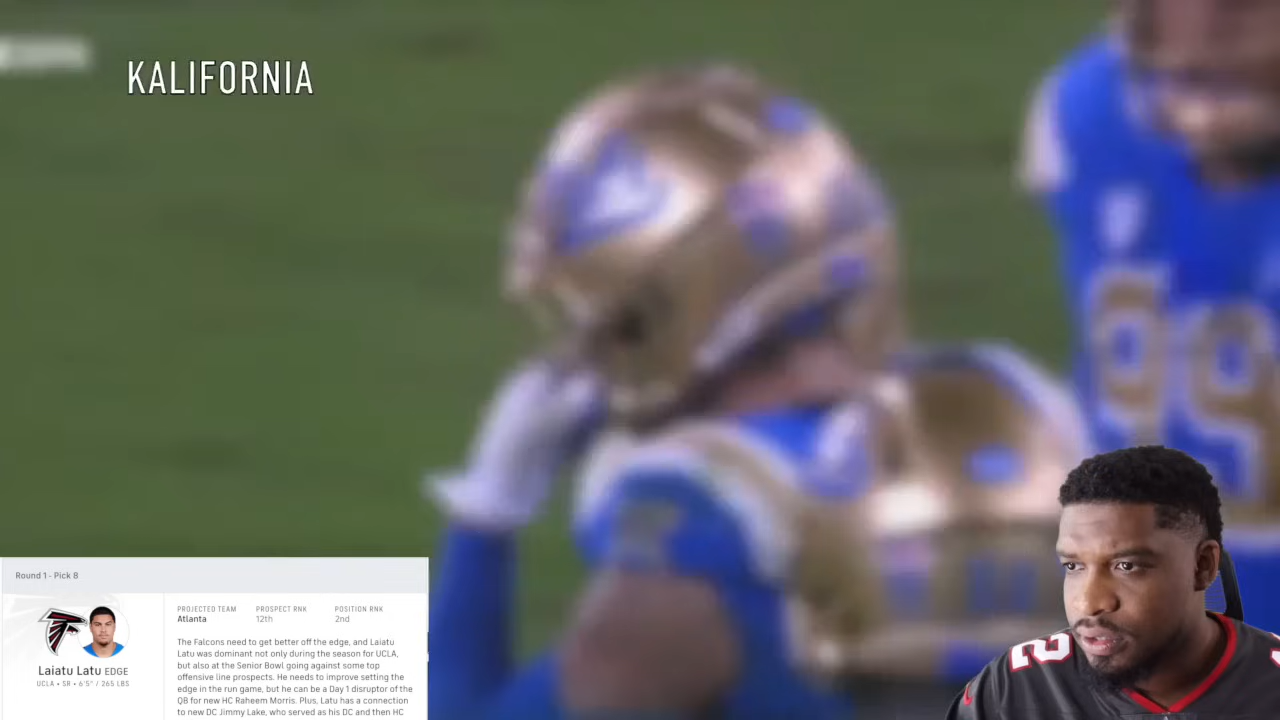 KALIFORNIA
99
Round 1 - Pick 8
PROJECTED TEAM PROSPECT RNK POSITION RNK
Atlanta 12th 2nd
Laiatu Latu EDGE
UCLA • SR • 6'5" / 265 LBS
The Falcons need to get better off the edge, and Laiatu
Latu was dominant not only during the season for UCLA,
but also at the Senior Bowl going against some top
offensive line prospects. He needs to improve setting the
edge in the run game, but he can be a Day 1 disruptor of the
QB for new HC Raheem Morris. Plus, Latu has a connection
to new DC Jimmy Lake, who served as his DC and then HC
2